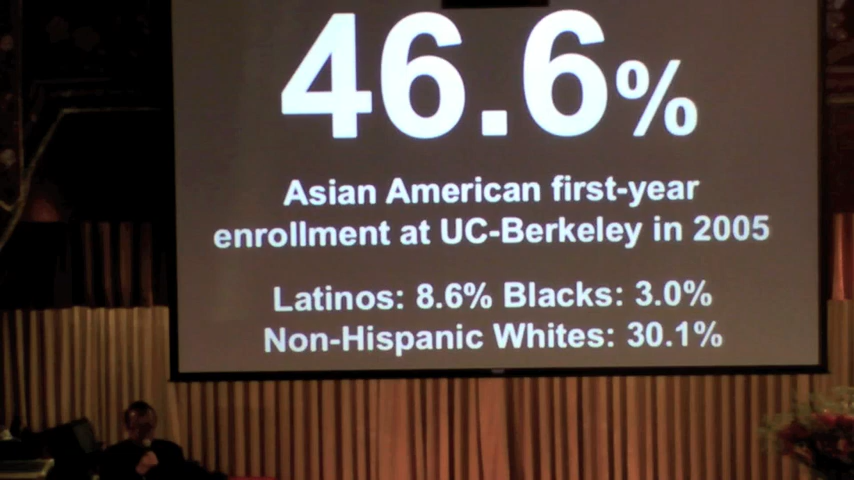 46.6%
Asian American first-year
enrollment at UC-Berkeley in 2005
Latinos: 8.6% Blacks: 3.0%
Non-Hispanic Whites: 30.1%